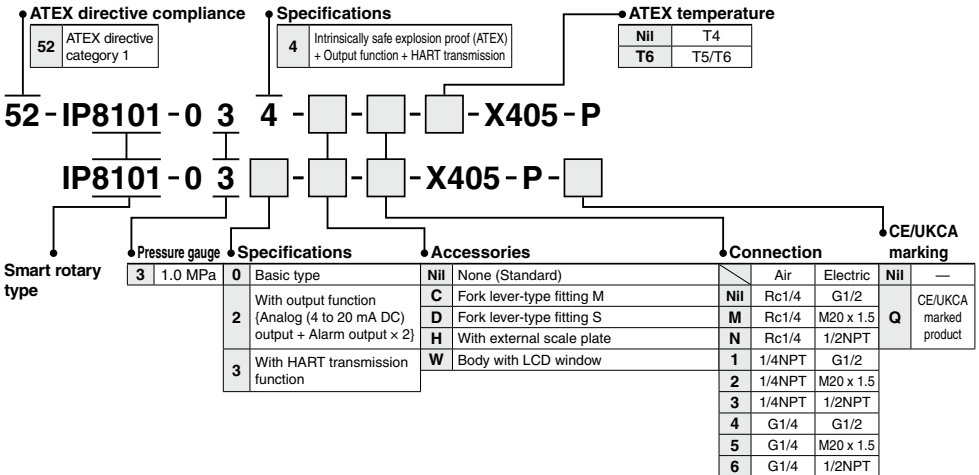 ATEX directive compliance
52 ATEX directive
category 1
Specifications
4 Intrinsically safe explosion proof (ATEX)
+ Output function + HART transmission
ATEX temperature
Nil T4
T6 T5/T6
52-IP8101-0 3 4 - - - -X405-P
IP8101-0 3 - - -X405-P-
Smart rotary
type
Pressure gauge
3 1.0 MPa
Specifications
0 Basic type
2 With output function
{Analog (4 to 20 mA DC)
output + Alarm output × 2}
3 With HART transmission
function
Accessories
Nil None (Standard)
C Fork lever-type fitting M
D Fork lever-type fitting S
H With external scale plate
W Body with LCD window
Connection
Air Electric
Nil Rc1/4 G1/2
M Rc1/4 M20 x 1.5
N Rc1/4 1/2NPT
1 1/4NPT G1/2
2 1/4NPT M20 x 1.5
3 1/4NPT 1/2NPT
4 G1/4 G1/2
5 G1/4 M20 x 1.5
6 G1/4 1/2NPT
CE/UKCA
marking
Nil —
Q CE/UKCA
marked
product